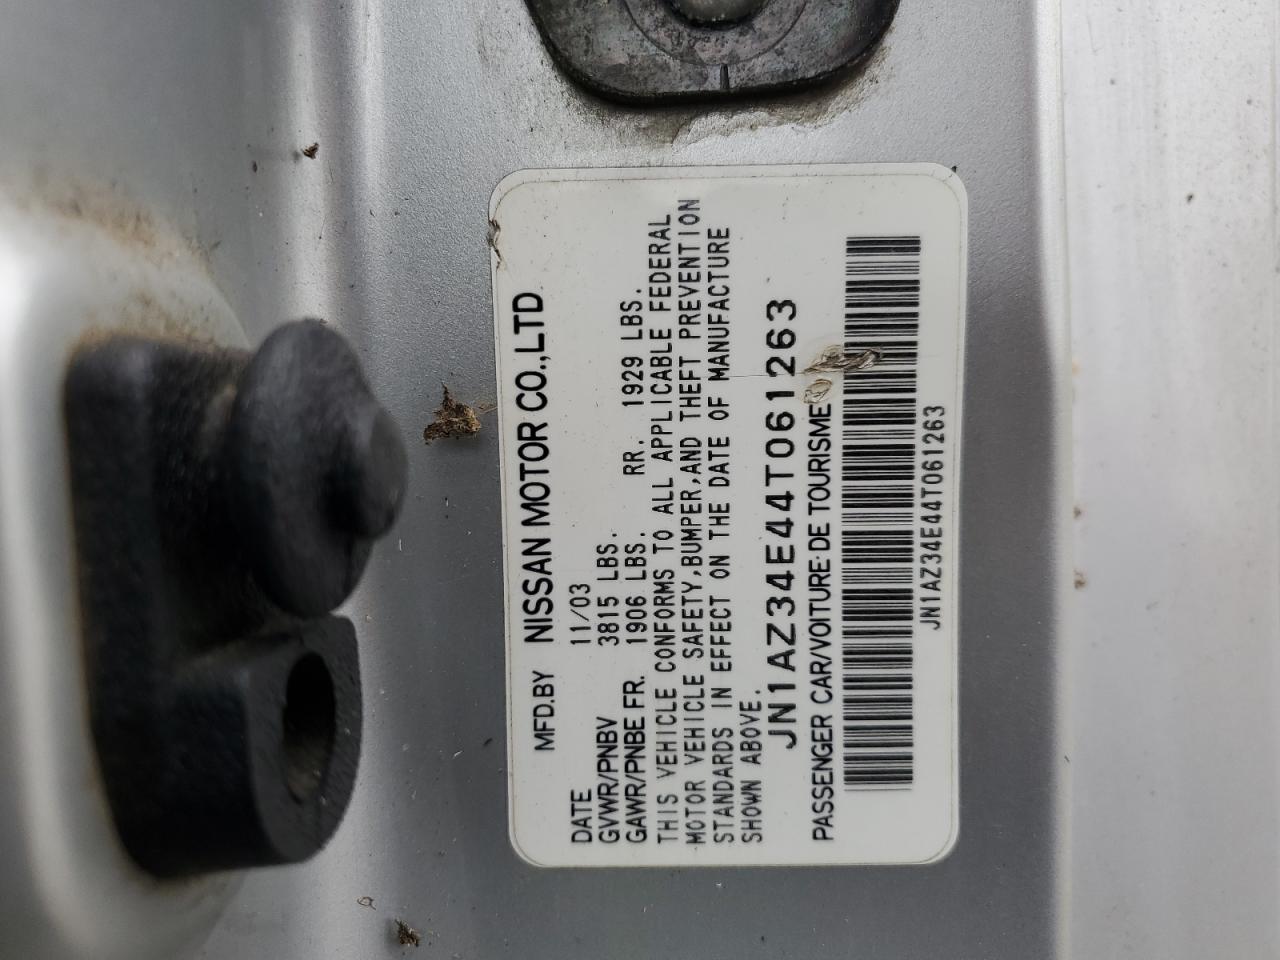 MFD.BY NISSAN MOTOR CO.,LTD
DATE 11/03
GVWR/PNBV 3815 LBS.
GAWR/PNBE FR. 1906 LBS. RR. 1929 LBS.
THIS VEHICLE CONFORMS TO ALL APPLICABLE FEDERAL
MOTOR VEHICLE SAFETY,BUMPER,AND THEFT PREVENTION
STANDARDS IN EFFECT ON THE DATE OF MANUFACTURE
SHOWN ABOVE.
JN1AZ34E44T061263
PASSENGER CAR/VOITURE DE TOURISME
JN1AZ34E44T061263